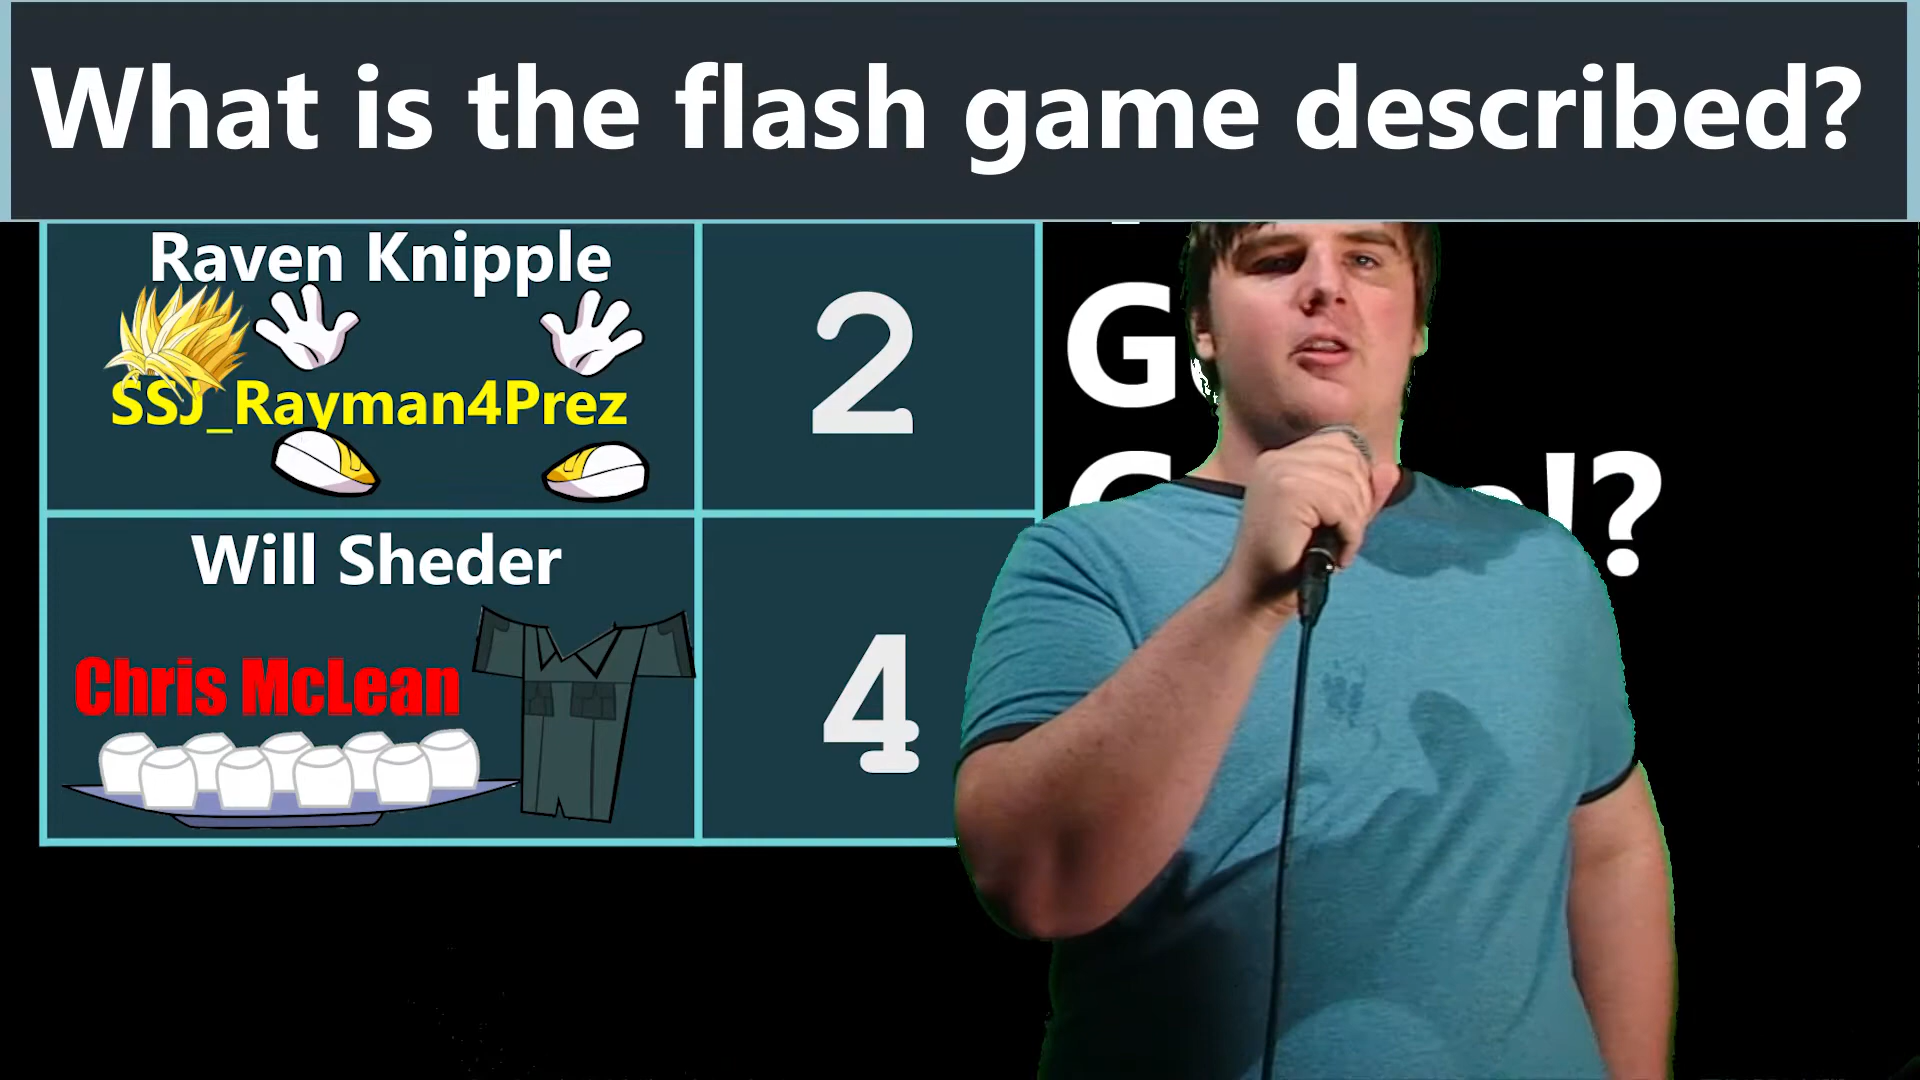 What is the flash game described?
Raven Knipple
SSJ_Rayman4Prez
2
Will Sheder
Chris McLean
4
!?